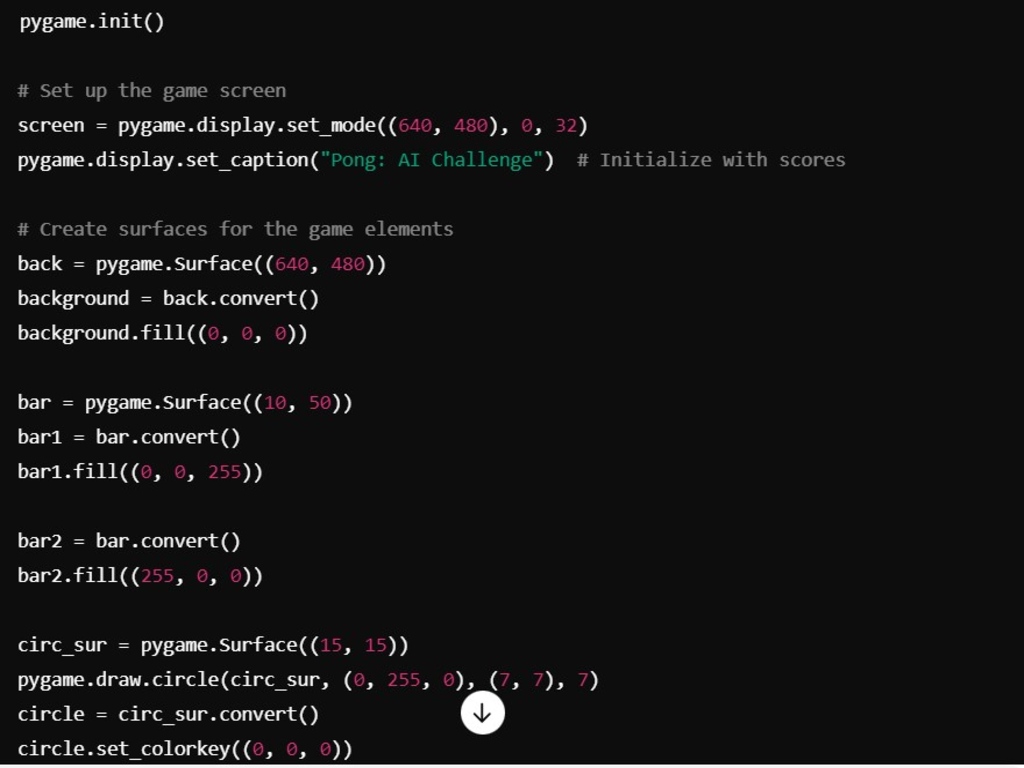 pygame.init()
# Set up the game screen
screen = pygame.display.set_mode((640, 480), 0, 32)
pygame.display.set_caption("Pong: AI Challenge")  # Initialize with scores
# Create surfaces for the game elements
back = pygame.Surface((640, 480))
background = back.convert()
background.fill((0, 0, 0))
bar = pygame.Surface((10, 50))
bar1 = bar.convert()
bar1.fill((0, 0, 255))
bar2 = bar.convert()
bar2.fill((255, 0, 0))
circ_sur = pygame.Surface((15, 15))
pygame.draw.circle(circ_sur, (0, 255, 0), (7, 7), 7)
circle = circ_sur.convert()
circle.set_colorkey((0, 0, 0))